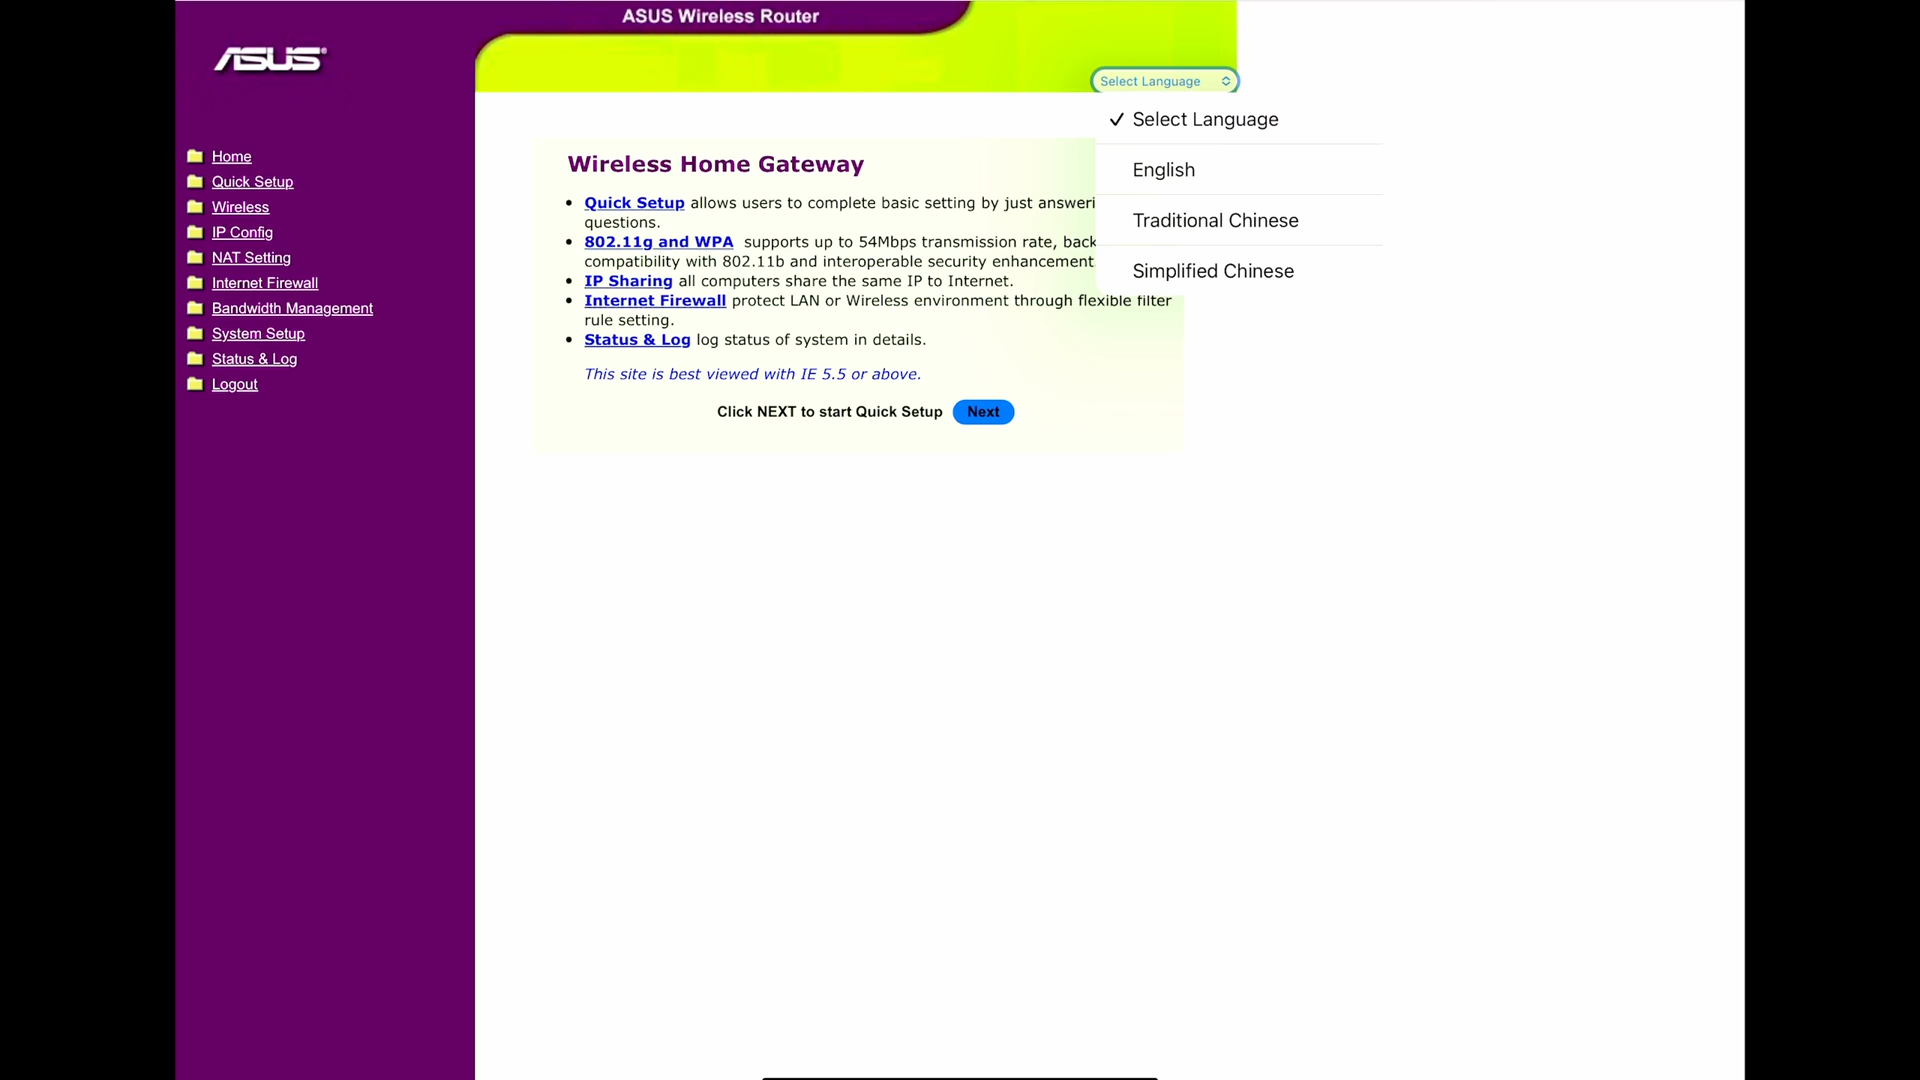 ASUS Wireless Router
ASUS
Select Language
✓ Select Language
English
Traditional Chinese
Simplified Chinese
Home
Quick Setup
Wireless
IP Config
NAT Setting
Internet Firewall
Bandwidth Management
System Setup
Status & Log
Logout
Wireless Home Gateway
• Quick Setup allows users to complete basic setting by just answeri
questions.
• 802.11g and WPA supports up to 54Mbps transmission rate, back
compatibility with 802.11b and interoperable security enhancement
• IP Sharing all computers share the same IP to Internet.
• Internet Firewall protect LAN or Wireless environment through flexible filter
rule setting.
• Status & Log log status of system in details.
This site is best viewed with IE 5.5 or above.
Click NEXT to start Quick Setup Next